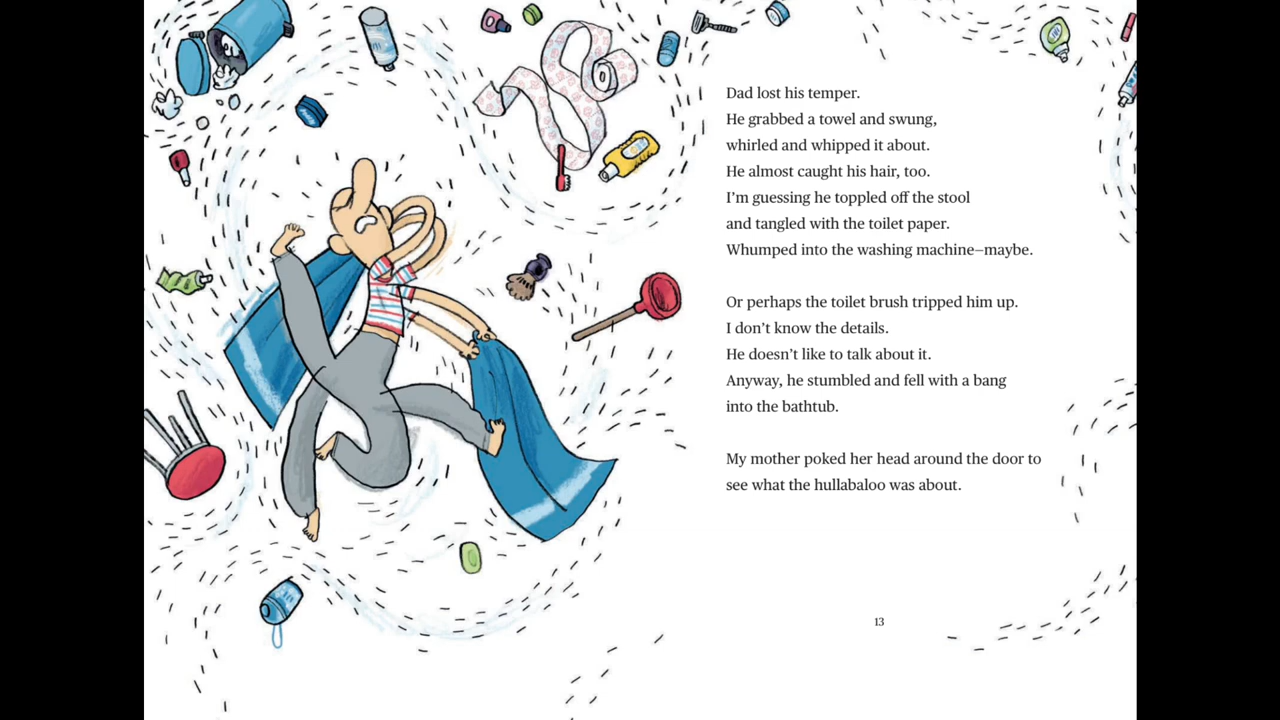 Dad lost his temper.
He grabbed a towel and swung,
whirled and whipped it about.
He almost caught his hair, too.
I’m guessing he toppled off the stool
and tangled with the toilet paper.
Whumped into the washing machine—maybe.
Or perhaps the toilet brush tripped him up.
I don’t know the details.
He doesn’t like to talk about it.
Anyway, he stumbled and fell with a bang
into the bathtub.
My mother poked her head around the door to
see what the hullabaloo was about.
13